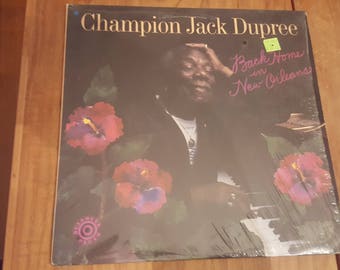 Champion Jack Dupree
Back Home
in
New Orleans